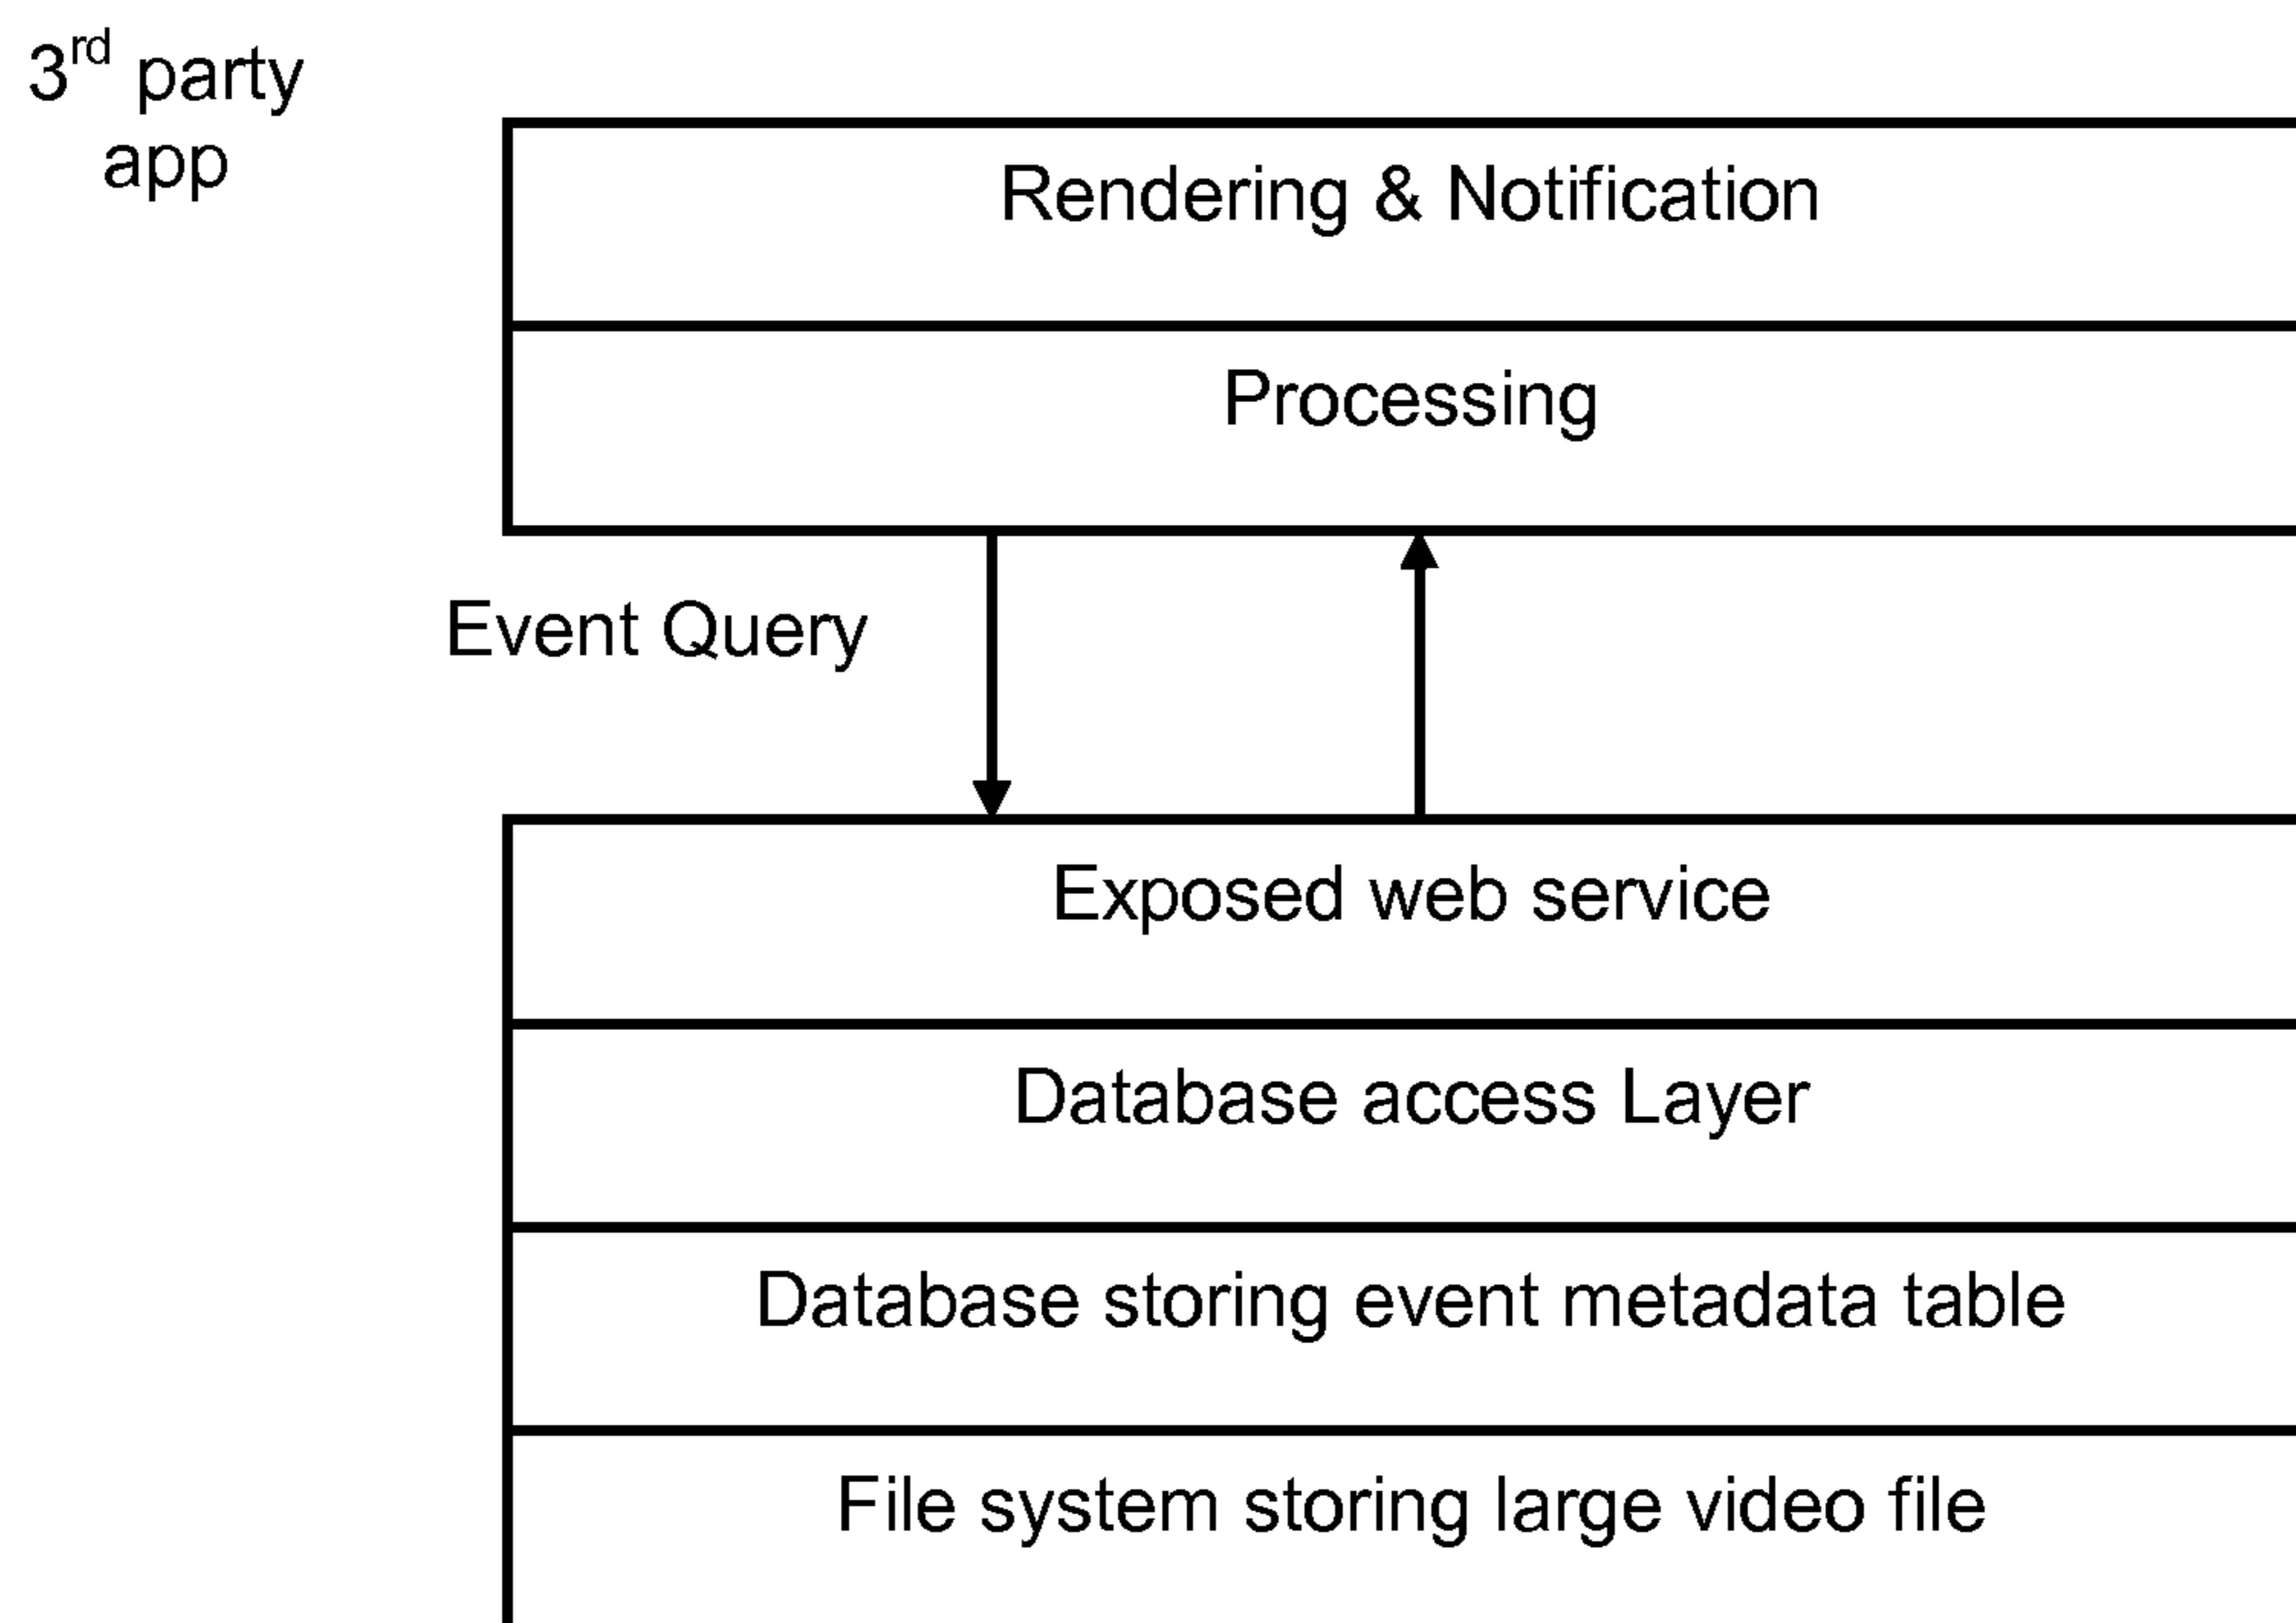 3rd party
app
Rendering & Notification
Processing
Event Query
Exposed web service
Database access Layer
Database storing event metadata table
File system storing large video file